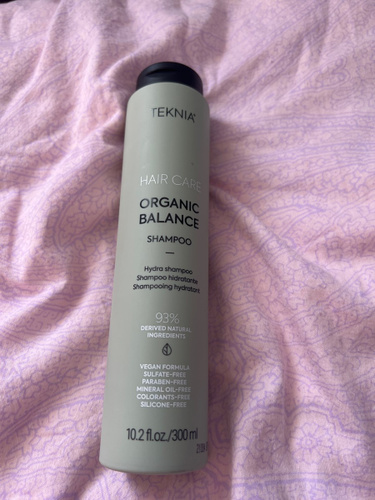 TEKNIA
HAIR CARE
ORGANIC
BALANCE
SHAMPOO
Hydra shampoo
Shampoo hidratante
Shampooing hydratant
93%
DERIVED NATURAL
INGREDIENTS
VEGAN FORMULA
SULFATE-FREE
PARABEN-FREE
MINERAL OIL-FREE
COLORANTS-FREE
SILICONE-FREE
10.2 fl.oz./300 ml